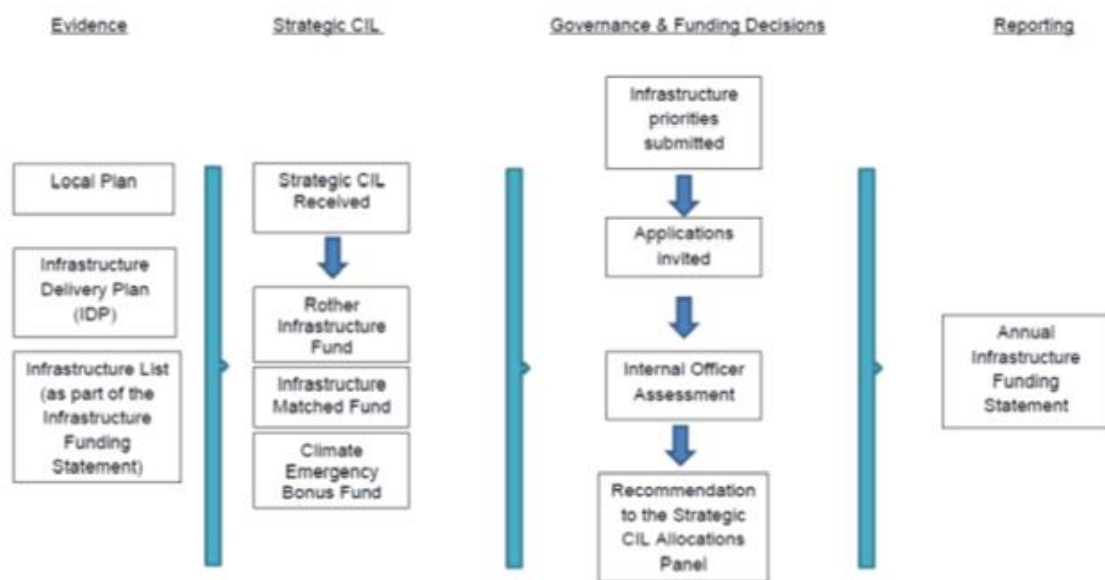 Evidence
Strategic CIL
Governance & Funding Decisions
Reporting
Local Plan
Infrastructure
Delivery Plan
(IDP)
Infrastructure List
(as part of the
Infrastructure
Funding
Statement)
Strategic CIL
Received
Rother
Infrastructure
Fund
Infrastructure
Matched Fund
Climate
Emergency
Bonus Fund
Infrastructure
priorities
submitted
Applications
invited
Internal Officer
Assessment
Recommendation
to the Strategic
CIL Allocations
Panel
Annual
Infrastructure
Funding
Statement